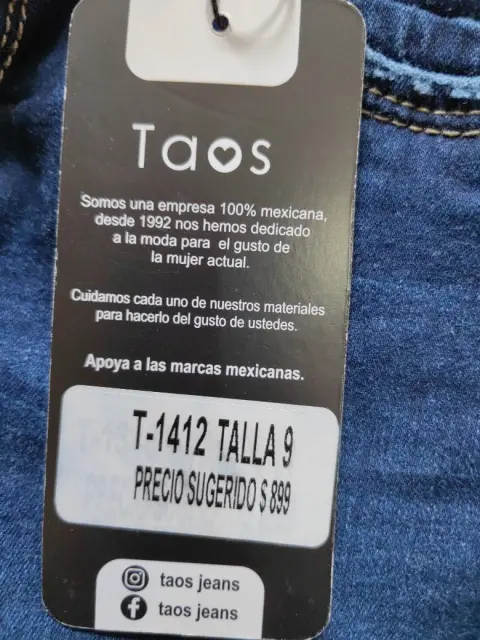 Taos
Somos una empresa 100% mexicana,
desde 1992 nos hemos dedicado
a la moda para el gusto de
la mujer actual.
Cuidamos cada uno de nuestros materiales
para hacerlo del gusto de ustedes.
Apoya a las marcas mexicanas.
T-1412 TALLA 9
PRECIO SUGERIDO $ 899
taos jeans
taos jeans